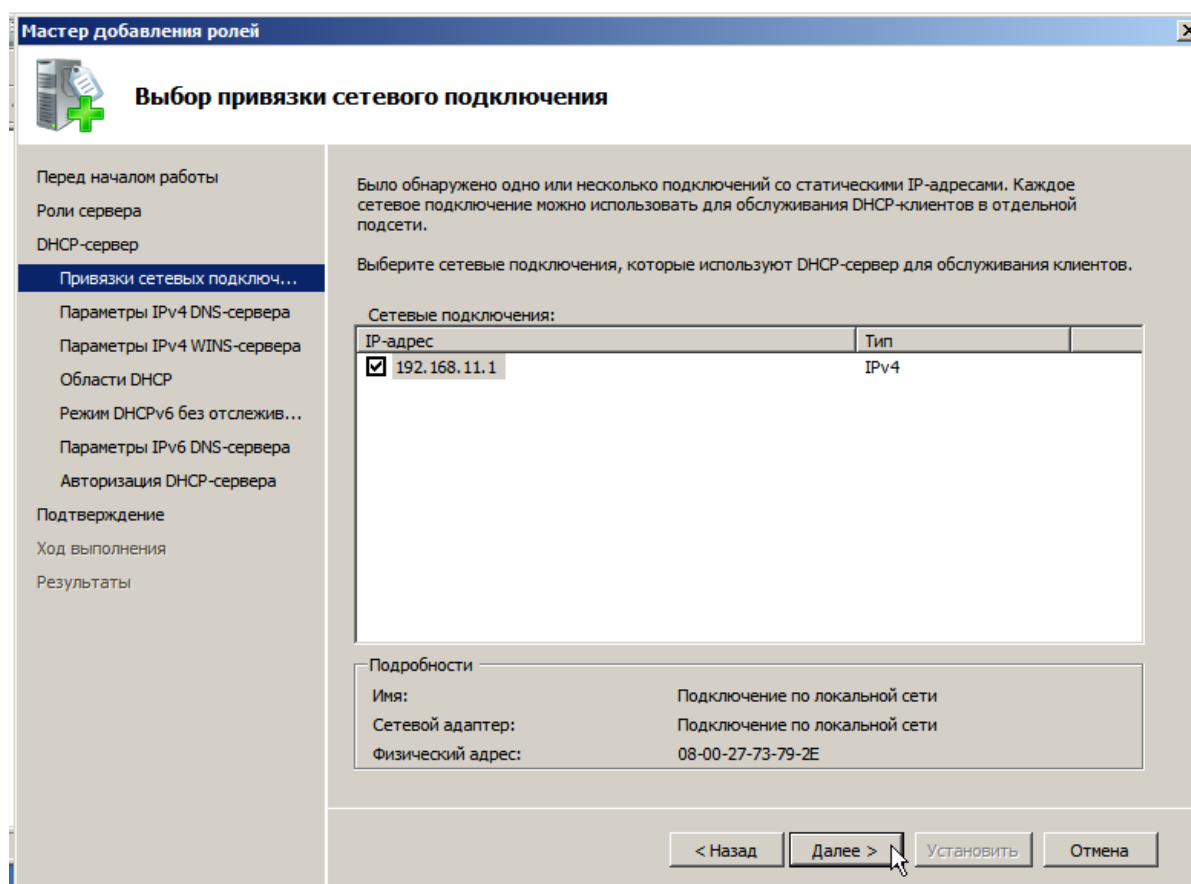 Мастер добавления ролей
Выбор привязки сетевого подключения
Перед началом работы
Роли сервера
DHCP-сервер
Привязки сетевых подключ...
Параметры IPv4 DNS-сервера
Параметры IPv4 WINS-сервера
Области DHCP
Режим DHCPv6 без отслежив...
Параметры IPv6 DNS-сервера
Авторизация DHCP-сервера
Подтверждение
Ход выполнения
Результаты
Было обнаружено одно или несколько подключений со статическими IP-адресами. Каждое
сетевое подключение можно использовать для обслуживания DHCP-клиентов в отдельной
подсети.
Выберите сетевые подключения, которые используют DHCP-сервер для обслуживания клиентов.
Сетевые подключения:
IP-адрес Тип
192.168.11.1 IPv4
Подробности
Имя: Подключение по локальной сети
Сетевой адаптер: Подключение по локальной сети
Физический адрес: 08-00-27-73-79-2E
< Назад Далее > Установить Отмена